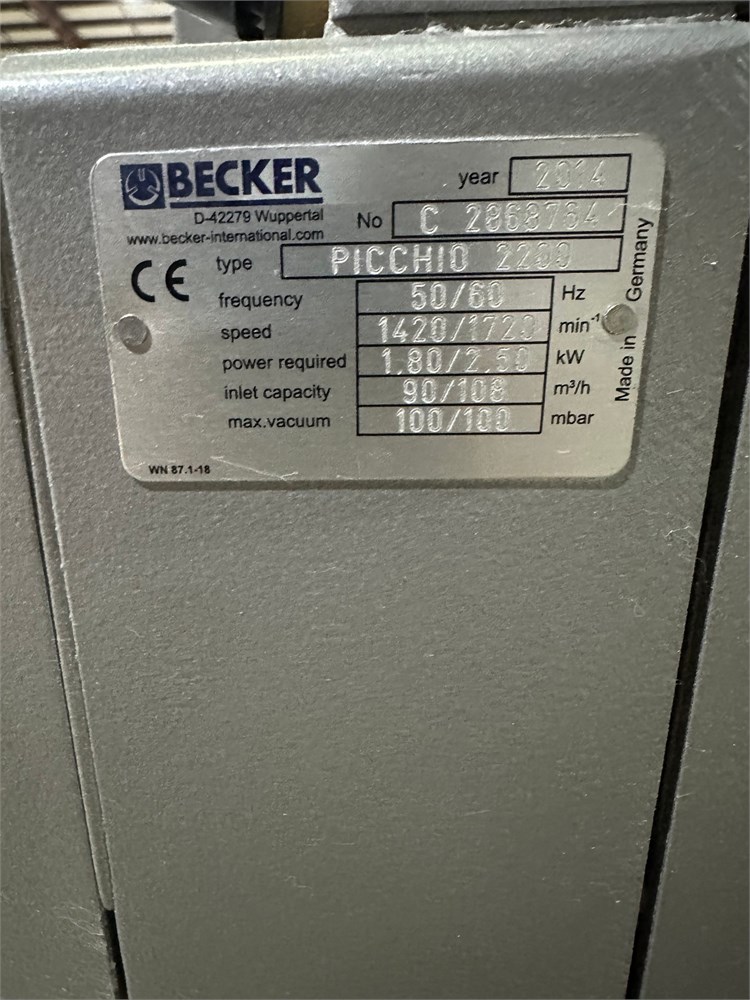 BECKER
year 2014
D-42279 Wuppertal
No C 2868764
www.becker-international.com
CE type PICCHIO 2200
frequency 50/60 Hz
speed 1420/1720 min⁻¹
power required 1.80/2.50 kW
inlet capacity 90/108 m³/h
max.vacuum 100/100 mbar
Made in Germany
WN 87.1-18